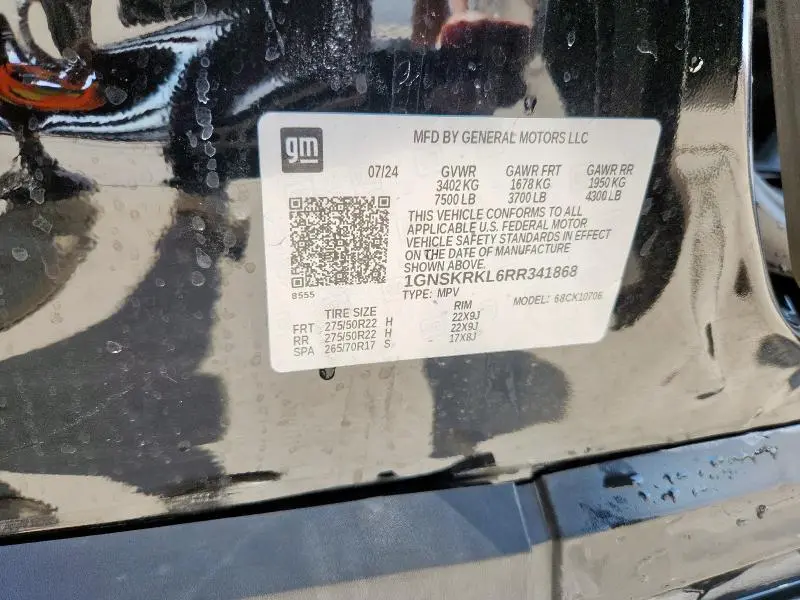 gm
MFD BY GENERAL MOTORS LLC
07/24 GVWR GAWR FRT GAWR RR
3402 KG 1678 KG 1950 KG
7500 LB 3700 LB 4300 LB
THIS VEHICLE CONFORMS TO ALL
APPLICABLE U.S. FEDERAL MOTOR
VEHICLE SAFETY STANDARDS IN EFFECT
ON THE DATE OF MANUFACTURE
SHOWN ABOVE.
8555 1GNSKRKL6RR341868
TYPE: MPV MODEL: 68CK10706
TIRE SIZE RIM
FRT 275/50R22 H 22X9J
RR 275/50R22 H 22X9J
SPA 265/70R17 S 17X8J